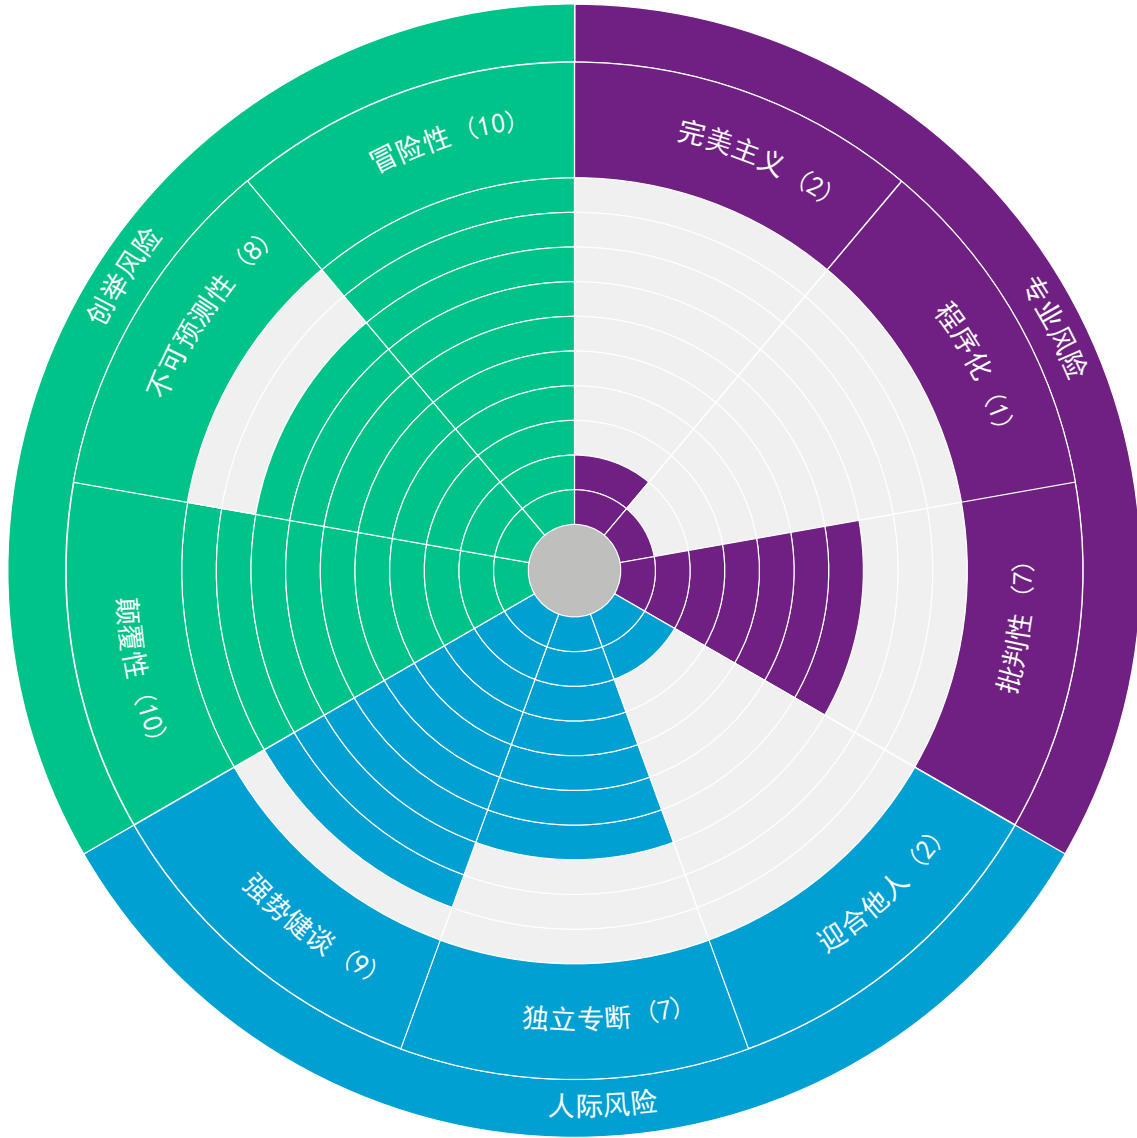 专业风险
完美主义 (2)
程序化 (1)
批判性 (7)
人际风险
迎合他人 (2)
独立专断 (7)
强势健谈 (9)
创举风险
颠覆性 (10)
不可预测性 (8)
冒险性 (10)